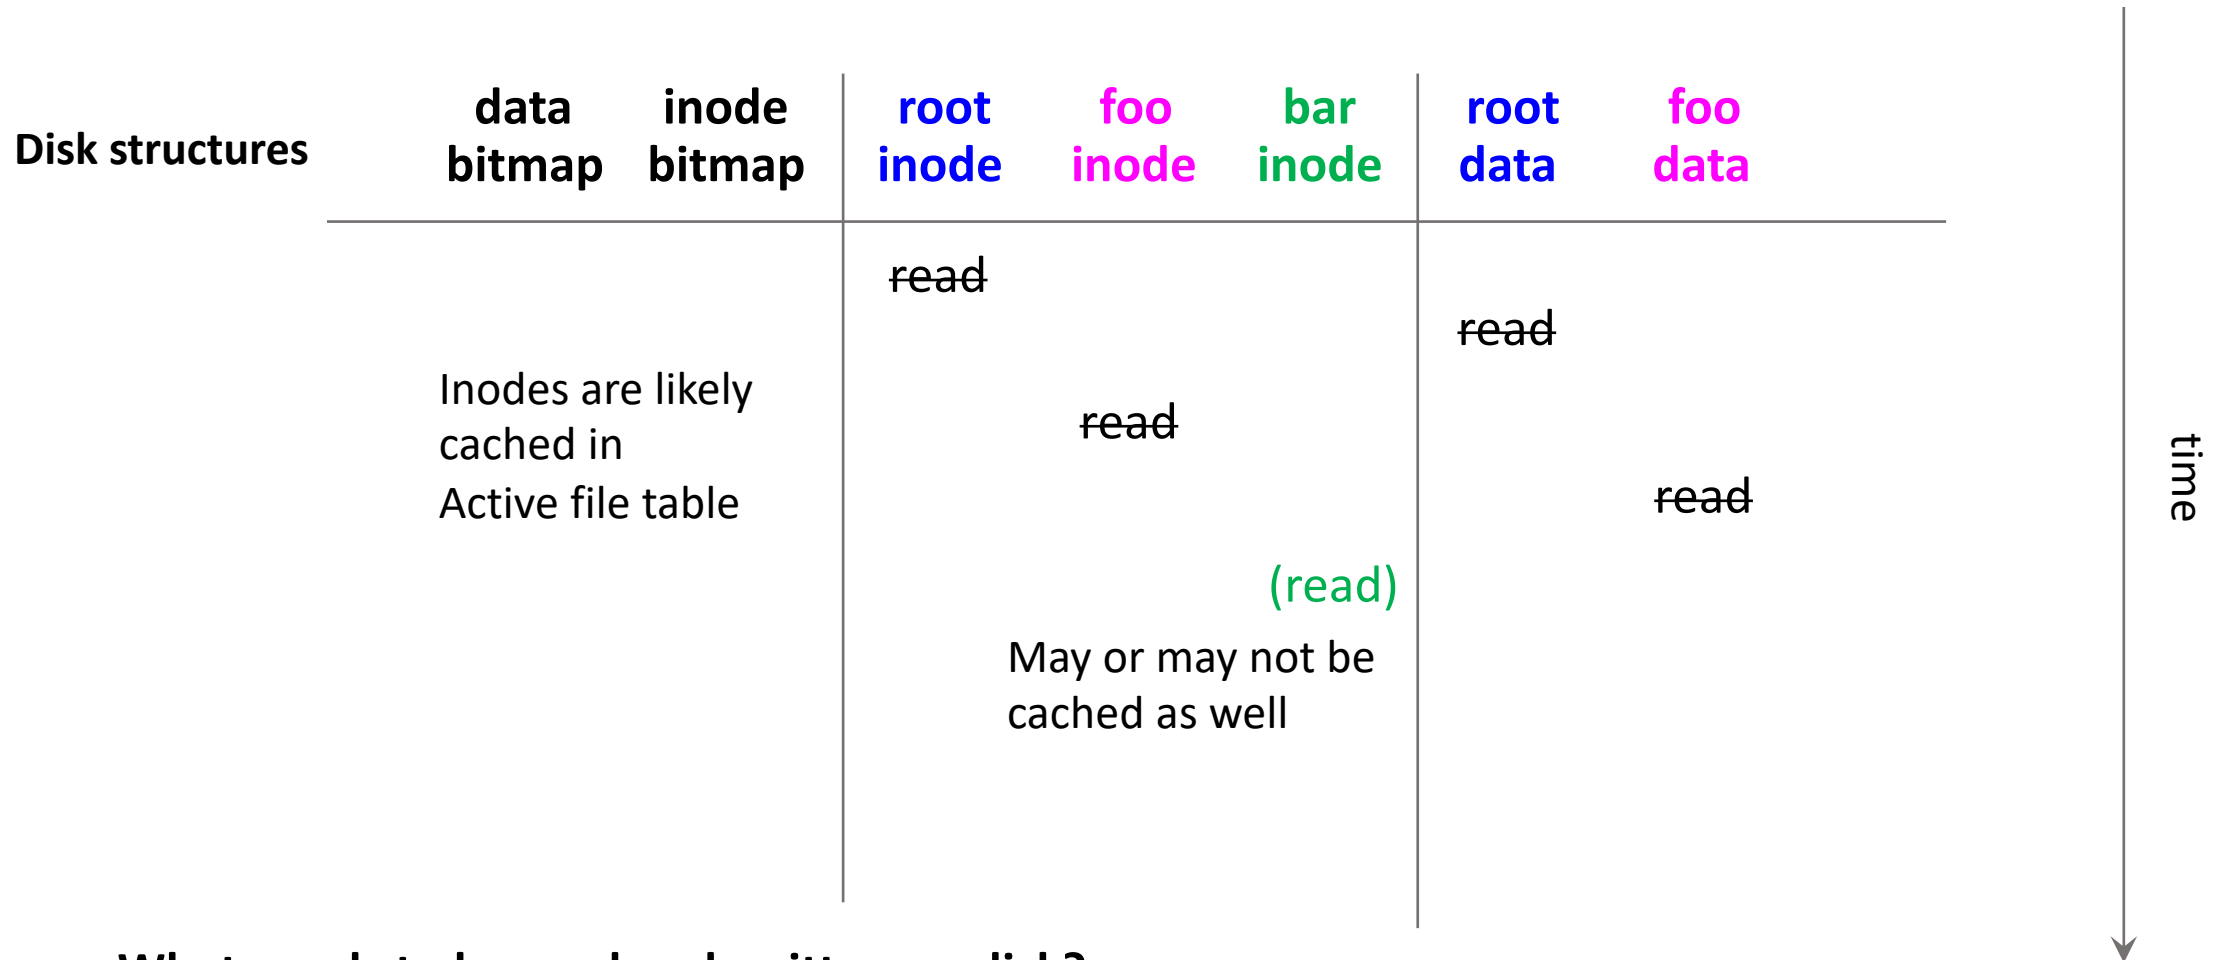 Disk structures
data bitmap
inode bitmap
root inode
foo inode
bar inode
root data
foo data
read
read
Inodes are likely
cached in
Active file table
read
read
(read)
May or may not be
cached as well
time